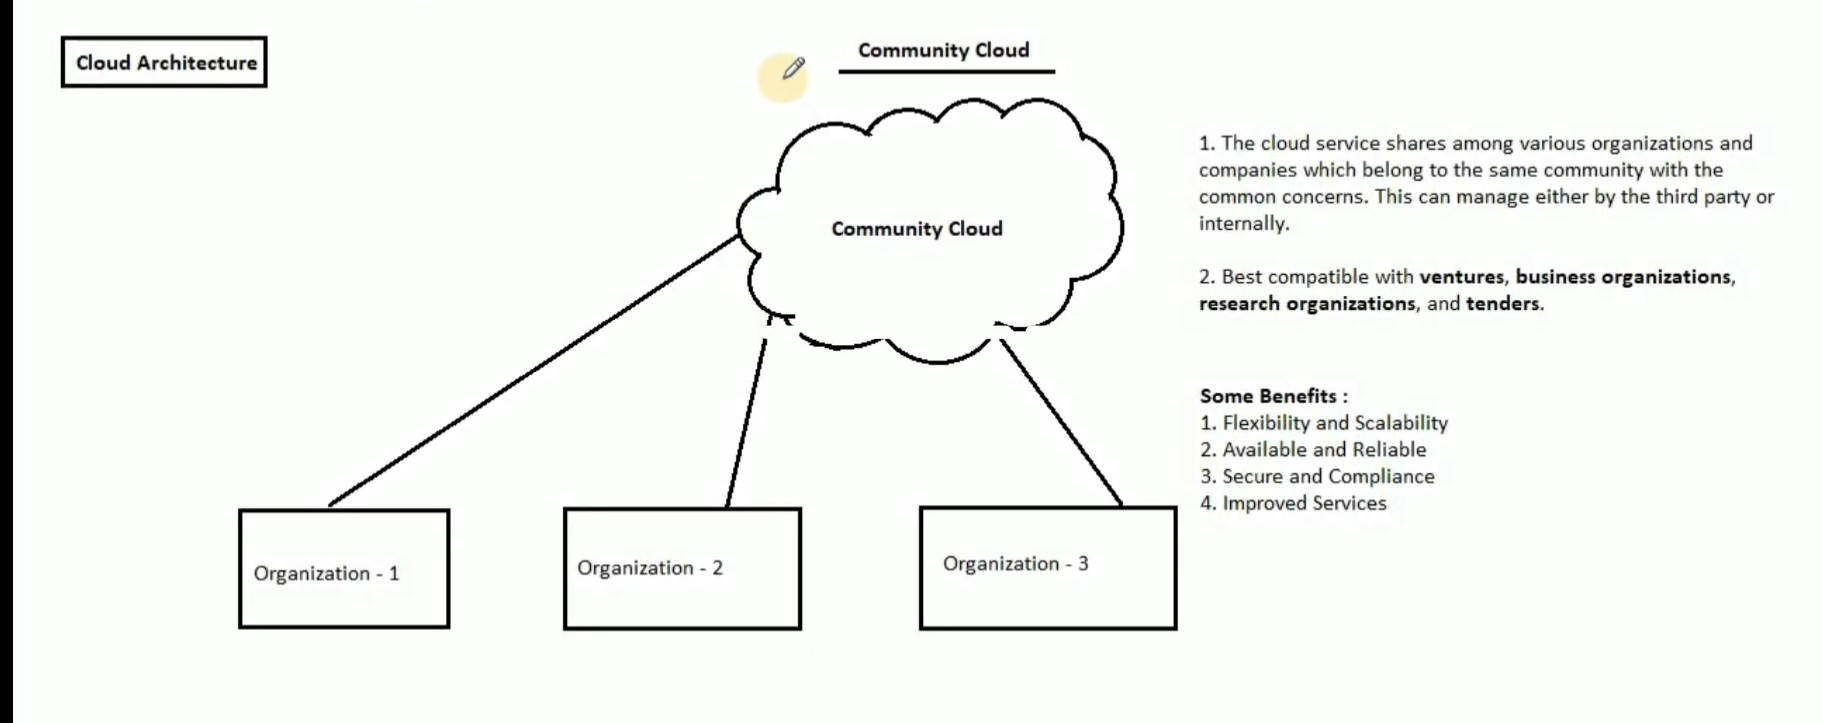 Cloud Architecture
Community Cloud
Community Cloud
1. The cloud service shares among various organizations and
companies which belong to the same community with the
common concerns. This can manage either by the third party or
internally.
2. Best compatible with ventures, business organizations,
research organizations, and tenders.
Some Benefits :
1. Flexibility and Scalability
2. Available and Reliable
3. Secure and Compliance
4. Improved Services
Organization - 1
Organization - 2
Organization - 3